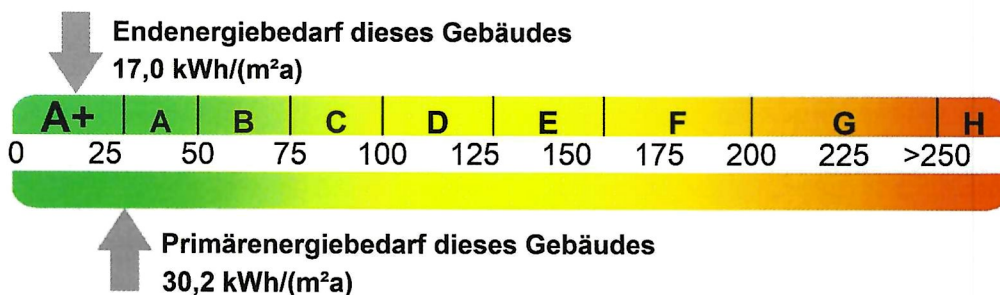 Endenergiebedarf dieses Gebäudes
17,0 kWh/(m²a)
A+ A B C D E F G H
0 25 50 75 100 125 150 175 200 225 >250
Primärenergiebedarf dieses Gebäudes
30,2 kWh/(m²a)